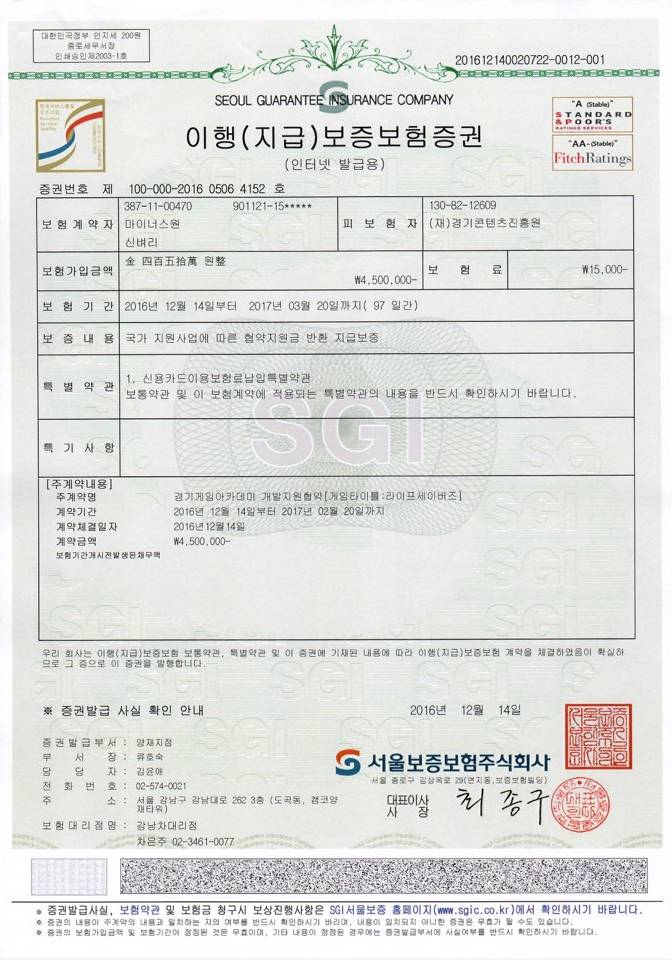 대한민국정부 인지세 200원
종로세무서장
인쇄승인제2003-1호
201612140020722-0012-001
SEOUL GUARANTEE INSURANCE COMPANY
"A (Stable)"
STANDARD
&POOR'S
RATINGS SERVICES
"AA-(Stable)"
FitchRatings
이행(지급)보증보험증권
(인터넷 발급용)
증권번호 제 100-000-2016 0506 4152 호
보험계약자
387-11-00470 901121-15*****
마이너스원
신벼리
피보험자
130-82-12609
(재)경기콘텐츠진흥원
보험가입금액
金 四百五拾萬 원整
₩4,500,000-
보험료
₩15,000-
보험기간
2016년 12월 14일부터 2017년 03월 20일까지( 97 일간)
보증내용
국가 지원사업에 따른 협약지원금 반환 지급보증
특별약관
1. 신용카드이용보험료납입특별약관
보통약관 및 이 보험계약에 적용되는 특별약관의 내용을 반드시 확인하시기 바랍니다.
특기사항
SGI
[주계약내용]
주계약명 경기게임아카데미 개발지원협약[게임타이틀:라이프세이버즈]
계약기간 2016년 12월 14일부터 2017년 02월 20일까지
계약체결일자 2016년12월14일
계약금액 ₩4,500,000-
보험기간개시전발생된채무액
우리 회사는 이행(지급)보증보험 보통약관, 특별약관 및 이 증권에 기재된 내용에 따라 이행(지급)보증보험 계약을 체결하였음이 확실하
므로 그 증으로 이 증권을 발행합니다.
※ 증권발급 사실 확인 안내
2016년 12월 14일
증권발급부서 : 양재지점
부서장 : 류호숙
담당자 : 김윤애
전화번호 : 02-574-0021
주소 : 서울 강남구 강남대로 262 3층 (도곡동, 캠코양
재타워)
보험대리점명 : 강남차대리점
차은주 02-3461-0077
서울보증보험주식회사
서울 종로구 김상옥로 29(연지동,보증보험빌딩)
대표이사
사장
최종구
※ 증권발급사실, 보험약관 및 보험금 청구시 보상진행사항은 SGI서울보증 홈페이지(www.sgic.co.kr)에서 확인하시기 바랍니다.
※ 증권의 내용이 주계약의 내용과 일치하는 지의 여부를 반드시 확인하시기 바라며, 내용이 일치되지 아니한 증권은 무효가 될 수도 있습니다.
※ 증권의 보험가입금액 및 보험기간이 정정된 것은 무효이며, 기타 내용이 정정된 경우에는 증권발급부서에 사실여부를 반드시 확인하시기 바랍니다.